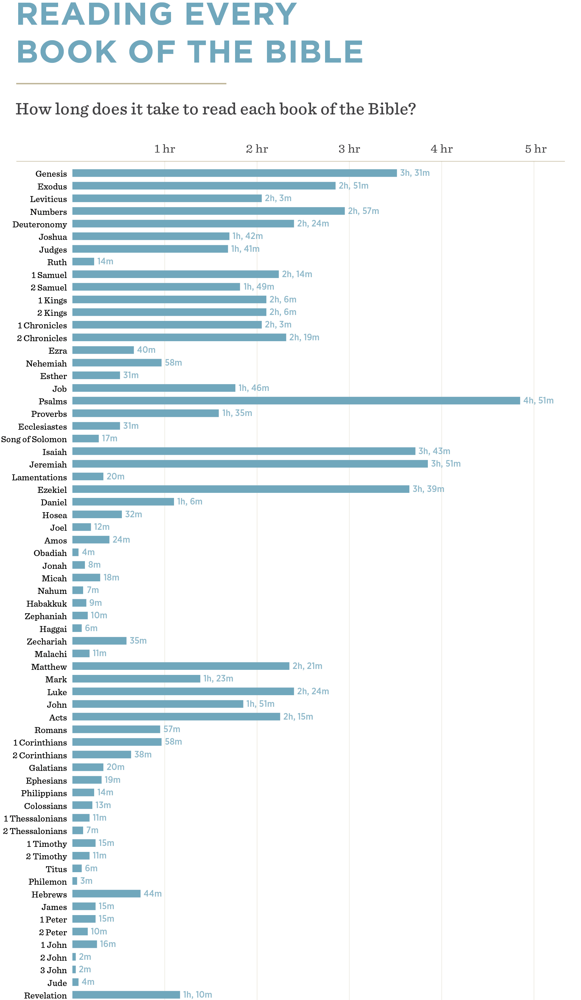 READING EVERY
BOOK OF THE BIBLE
How long does it take to read each book of the Bible?
1 hr 2 hr 3 hr 4 hr 5 hr
Genesis 3h, 31m
Exodus 2h, 51m
Leviticus 2h, 3m
Numbers 2h, 57m
Deuteronomy 2h, 24m
Joshua 1h, 42m
Judges 1h, 41m
Ruth 14m
1 Samuel 2h, 14m
2 Samuel 1h, 49m
1 Kings 2h, 6m
2 Kings 2h, 6m
1 Chronicles 2h, 3m
2 Chronicles 2h, 19m
Ezra 40m
Nehemiah 58m
Esther 31m
Job 1h, 46m
Psalms 4h, 51m
Proverbs 1h, 35m
Ecclesiastes 31m
Song of Solomon 17m
Isaiah 3h, 43m
Jeremiah 3h, 51m
Lamentations 20m
Ezekiel 3h, 39m
Daniel 1h, 6m
Hosea 32m
Joel 12m
Amos 24m
Obadiah 4m
Jonah 8m
Micah 18m
Nahum 7m
Habakkuk 9m
Zephaniah 10m
Haggai 6m
Zechariah 35m
Malachi 11m
Matthew 2h, 21m
Mark 1h, 23m
Luke 2h, 24m
John 1h, 51m
Acts 2h, 15m
Romans 57m
1 Corinthians 58m
2 Corinthians 38m
Galatians 20m
Ephesians 19m
Philippians 14m
Colossians 13m
1 Thessalonians 11m
2 Thessalonians 7m
1 Timothy 15m
2 Timothy 11m
Titus 6m
Philemon 3m
Hebrews 44m
James 15m
1 Peter 15m
2 Peter 10m
1 John 16m
2 John 2m
3 John 2m
Jude 4m
Revelation 1h, 10m